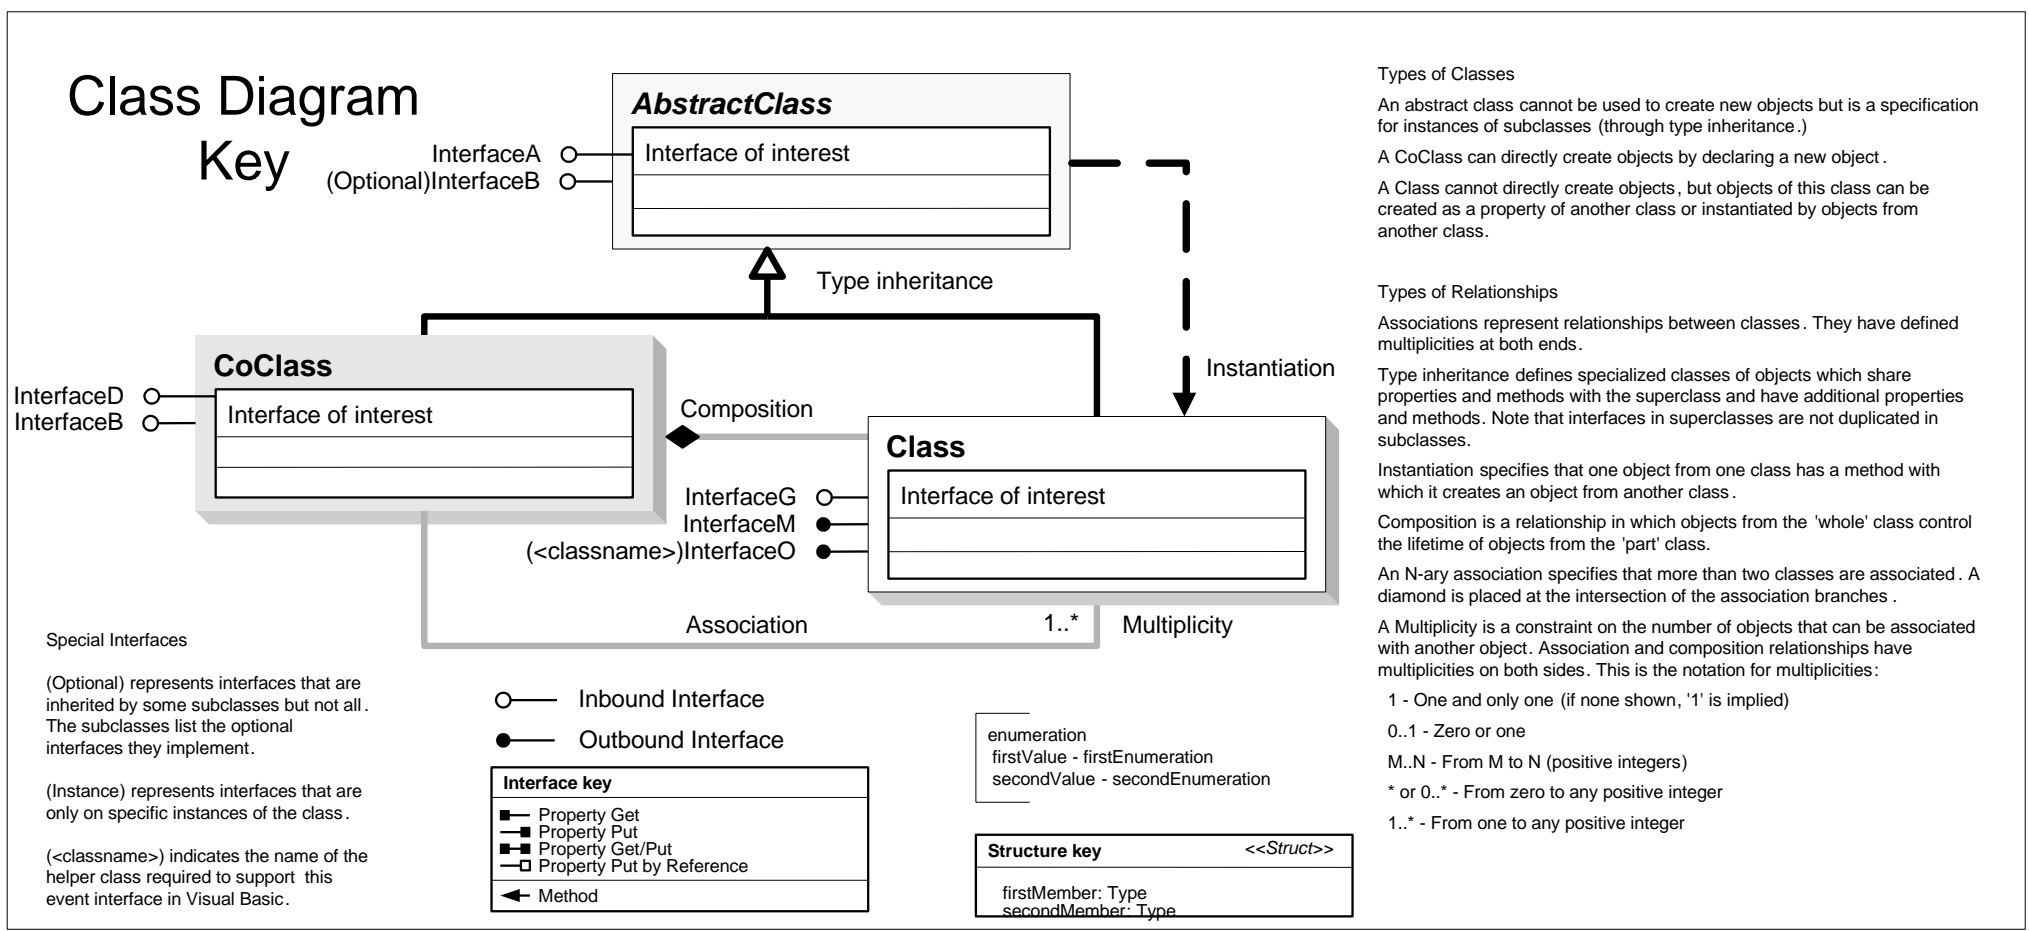 Class Diagram
Key
AbstractClass
Interface of interest
InterfaceA
(Optional)InterfaceB
Type inheritance
Instantiation
CoClass
Interface of interest
InterfaceD
InterfaceB
Composition
Class
Interface of interest
InterfaceG
InterfaceM
(<classname>)InterfaceO
Association
1..*
Multiplicity
Special Interfaces
(Optional) represents interfaces that are
inherited by some subclasses but not all.
The subclasses list the optional
interfaces they implement.
(Instance) represents interfaces that are
only on specific instances of the class.
(<classname>) indicates the name of the
helper class required to support this
event interface in Visual Basic.
Inbound Interface
Outbound Interface
Interface key
Property Get
Property Put
Property Get/Put
Property Put by Reference
Method
enumeration
firstValue - firstEnumeration
secondValue - secondEnumeration
Structure key <<Struct>>
firstMember: Type
secondMember: Type
Types of Classes
An abstract class cannot be used to create new objects but is a specification
for instances of subclasses (through type inheritance.)
A CoClass can directly create objects by declaring a new object.
A Class cannot directly create objects, but objects of this class can be
created as a property of another class or instantiated by objects from
another class.
Types of Relationships
Associations represent relationships between classes. They have defined
multiplicities at both ends.
Type inheritance defines specialized classes of objects which share
properties and methods with the superclass and have additional properties
and methods. Note that interfaces in superclasses are not duplicated in
subclasses.
Instantiation specifies that one object from one class has a method with
which it creates an object from another class.
Composition is a relationship in which objects from the 'whole' class control
the lifetime of objects from the 'part' class.
An N-ary association specifies that more than two classes are associated. A
diamond is placed at the intersection of the association branches.
A Multiplicity is a constraint on the number of objects that can be associated
with another object. Association and composition relationships have
multiplicities on both sides. This is the notation for multiplicities:
1 - One and only one (if none shown, '1' is implied)
0..1 - Zero or one
M..N - From M to N (positive integers)
* or 0..* - From zero to any positive integer
1..* - From one to any positive integer